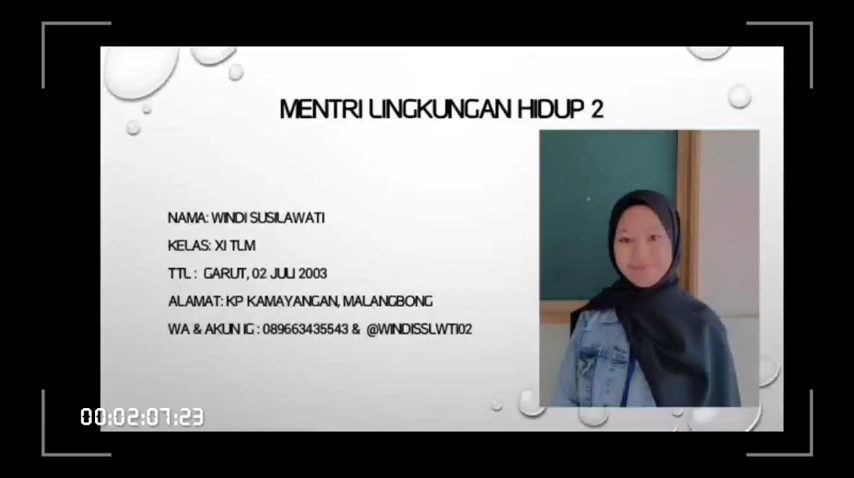 MENTRI LINGKUNGAN HIDUP 2
NAMA: WINDI SUSILAWATI
KELAS: XI TLM
TTL : GARUT, 02 JULI 2003
ALAMAT: KP KAMAYANGAN, MALANGBONG
WA & AKUN IG : 089663435543 & @WINDISSLWTI02
00:02:07:23